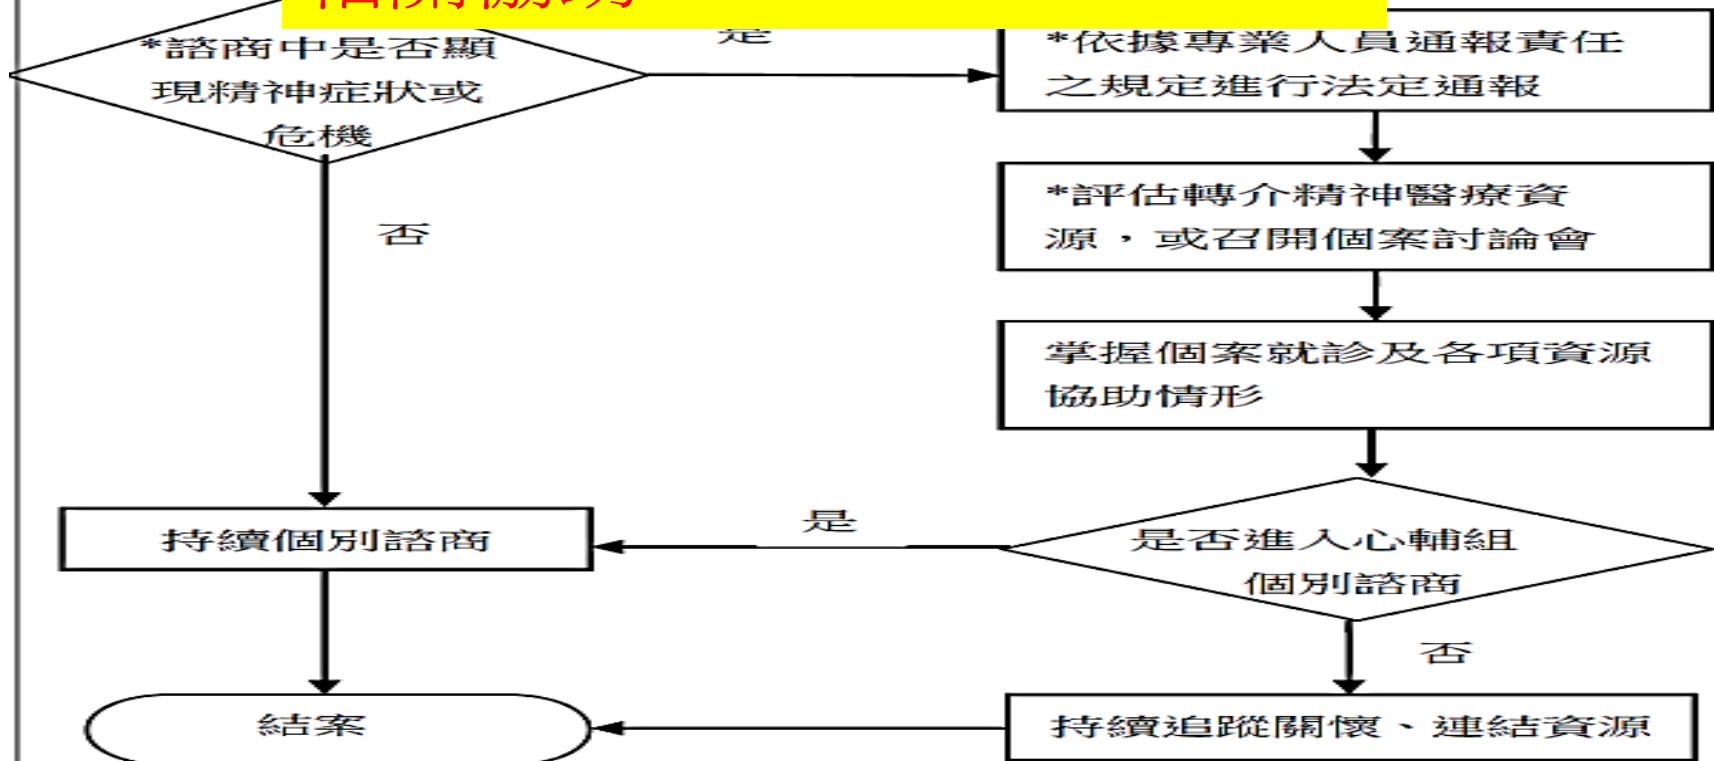 是
*諮商中是否顯
現精神症狀或
危機
*依據專業人員通報責任
之規定進行法定通報
否
*評估轉介精神醫療資
源，或召開個案討論會
掌握個案就診及各項資源
協助情形
是
持續個別諮商
是否進入心輔組
個別諮商
否
結案
持續追蹤關懷、連結資源